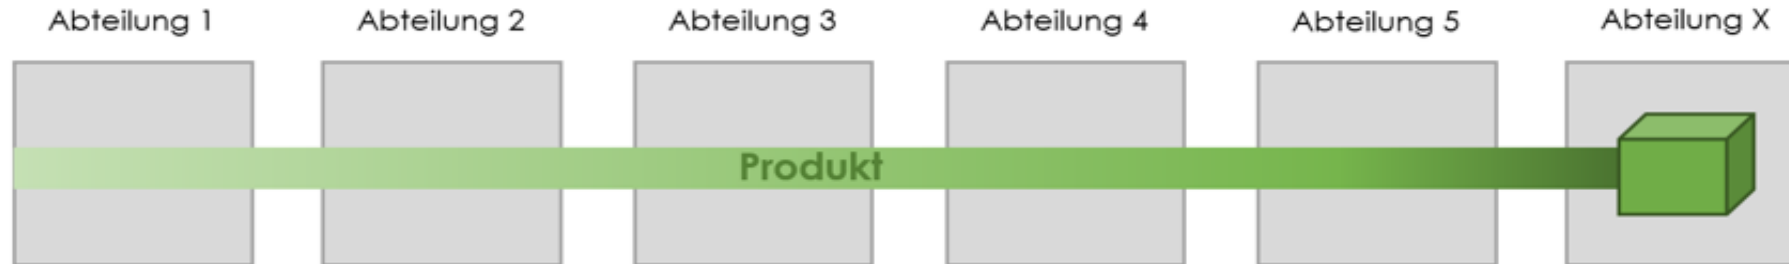 Abteilung 1
Abteilung 2
Abteilung 3
Abteilung 4
Abteilung 5
Abteilung X
Produkt